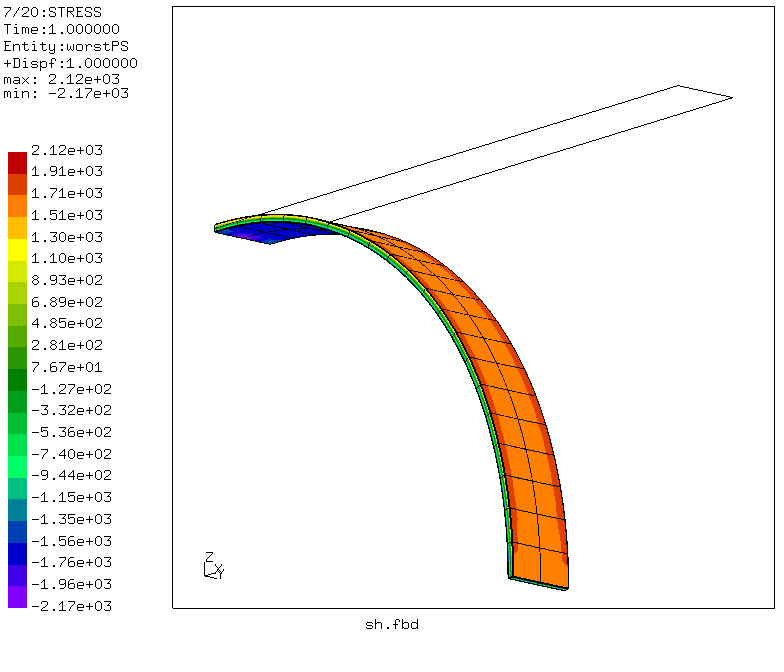 7/20:STRESS
Time:1.000000
Entity:worstPS
+Dispf:1.000000
max: 2.12e+03
min: -2.17e+03
2.12e+03
1.91e+03
1.71e+03
1.51e+03
1.30e+03
1.10e+03
8.93e+02
6.89e+02
4.85e+02
2.81e+02
7.67e+01
-1.27e+02
-3.32e+02
-5.36e+02
-7.40e+02
-9.44e+02
-1.15e+03
-1.35e+03
-1.56e+03
-1.76e+03
-1.96e+03
-2.17e+03
Z
X
Y
sh.fbd